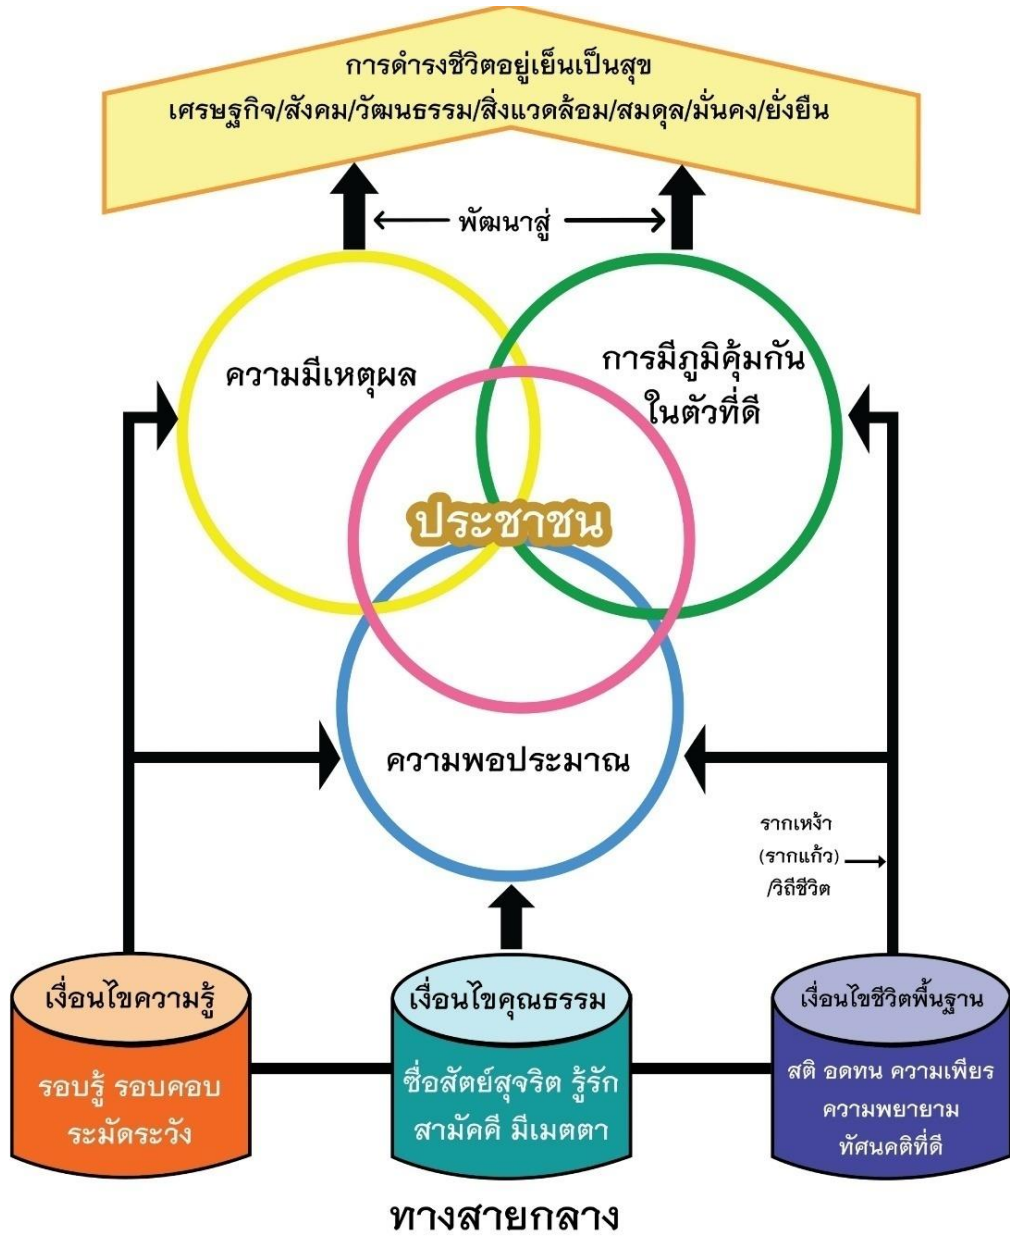 การดำรงชีวิตอยู่เย็นเป็นสุข
เศรษฐกิจ/สังคม/วัฒนธรรม/สิ่งแวดล้อม/สมดุล/มั่นคง/ยั่งยืน
พัฒนาสู่
ความมีเหตุผล
การมีภูมิคุ้มกัน
ในตัวที่ดี
ประชาชน
ความพอประมาณ
รากเหง้า
(รากแก้ว)
/วิถีชีวิต
เงื่อนไขความรู้
รอบรู้ รอบคอบ
ระมัดระวัง
เงื่อนไขคุณธรรม
ซื่อสัตย์สุจริต รู้รัก
สามัคคี มีเมตตา
เงื่อนไขชีวิตพื้นฐาน
สติ อดทน ความเพียร
ความพยายาม
ทัศนคติที่ดี
ทางสายกลาง